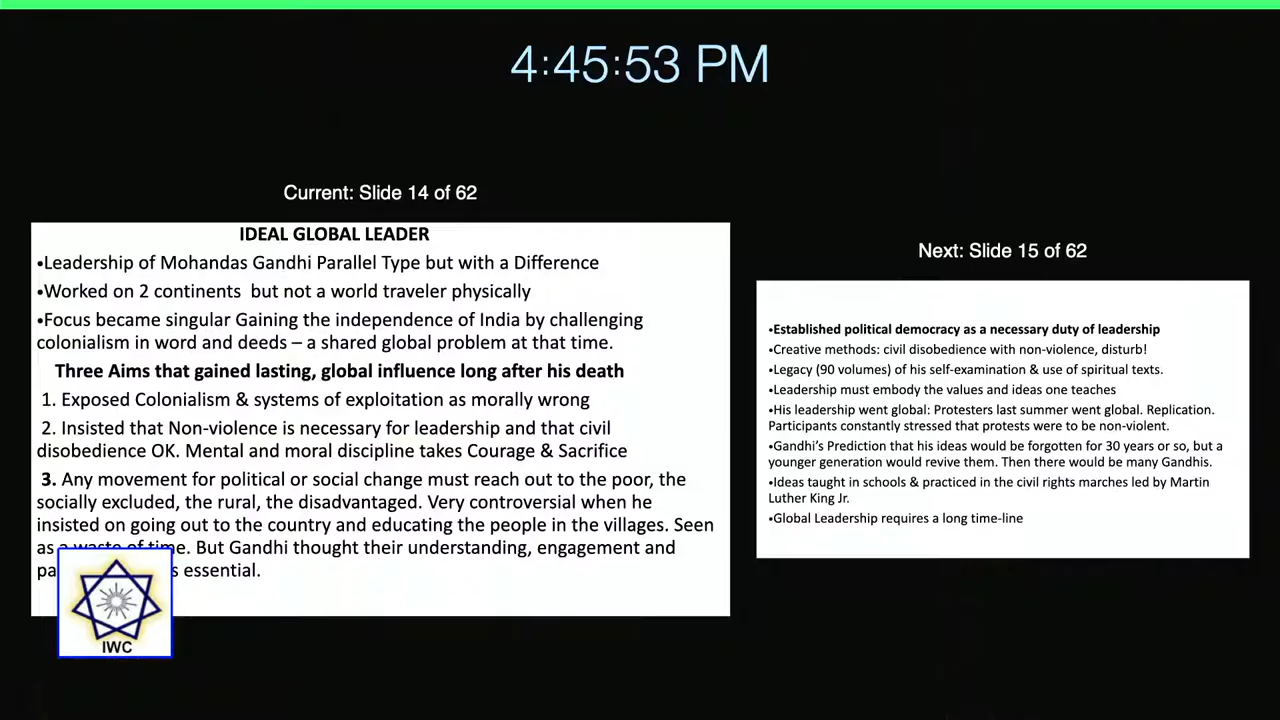 4:45:53 PM
Current: Slide 14 of 62
IDEAL GLOBAL LEADER
•Leadership of Mohandas Gandhi Parallel Type but with a Difference
•Worked on 2 continents but not a world traveler physically
•Focus became singular Gaining the independence of India by challenging
colonialism in word and deeds – a shared global problem at that time.
Three Aims that gained lasting, global influence long after his death
1. Exposed Colonialism & systems of exploitation as morally wrong
2. Insisted that Non-violence is necessary for leadership and that civil
disobedience OK. Mental and moral discipline takes Courage & Sacrifice
3. Any movement for political or social change must reach out to the poor, the
socially excluded, the rural, the disadvantaged. Very controversial when he
insisted on going out to the country and educating the people in the villages. Seen
as a waste of time. But Gandhi thought their understanding, engagement and
essential.
IWC
Next: Slide 15 of 62
•Established political democracy as a necessary duty of leadership
•Creative methods: civil disobedience with non-violence, disturb!
•Legacy (90 volumes) of his self-examination & use of spiritual texts.
•Leadership must embody the values and ideas one teaches
•His leadership went global: Protesters last summer went global. Replication.
Participants constantly stressed that protests were to be non-violent.
•Gandhi's Prediction that his ideas would be forgotten for 30 years or so, but a
younger generation would revive them. Then there would be many Gandhis.
•Ideas taught in schools & practiced in the civil rights marches led by Martin
Luther King Jr.
•Global Leadership requires a long time-line